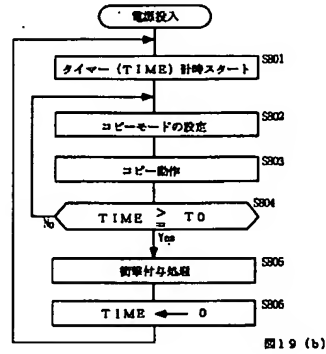 電源投入
S801
タイマー(TIME)計時スタート
S802
コピーモードの設定
S803
コピー動作
S804
TIME ≧ T0
No
Yes
S805
衝撃付与処理
S806
TIME ← 0
図19(b)